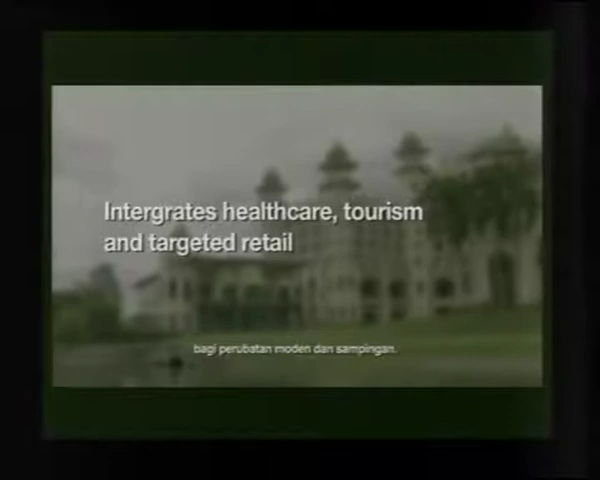 Intergrates healthcare, tourism
and targeted retail
bagi perubatan moden dan sampingan.